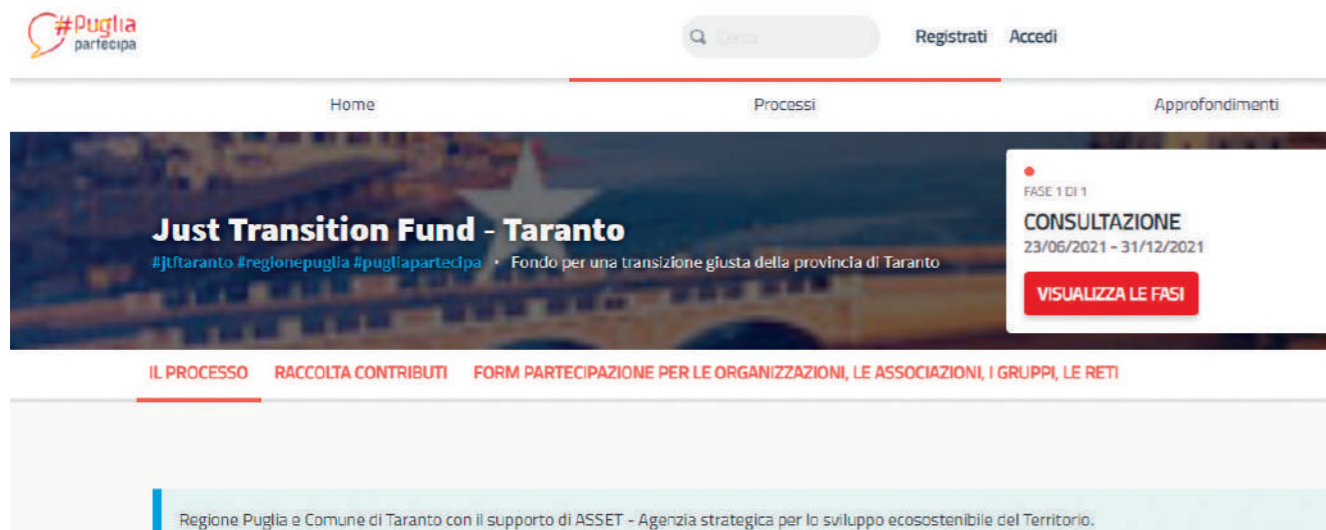 #Puglia
partecipa
Cerca
Registrati Accedi
Home Processi Approfondimenti
Just Transition Fund - Taranto
#jtftaranto #regionepuglia #pugliapartecipa • Fondo per una transizione giusta della provincia di Taranto
FASE 1 DI 1
CONSULTAZIONE
23/06/2021 - 31/12/2021
VISUALIZZA LE FASI
IL PROCESSO RACCOLTA CONTRIBUTI FORM PARTECIPAZIONE PER LE ORGANIZZAZIONI, LE ASSOCIAZIONI, I GRUPPI, LE RETI
Regione Puglia e Comune di Taranto con il supporto di ASSET - Agenzia strategica per lo sviluppo ecosostenibile del Territorio.